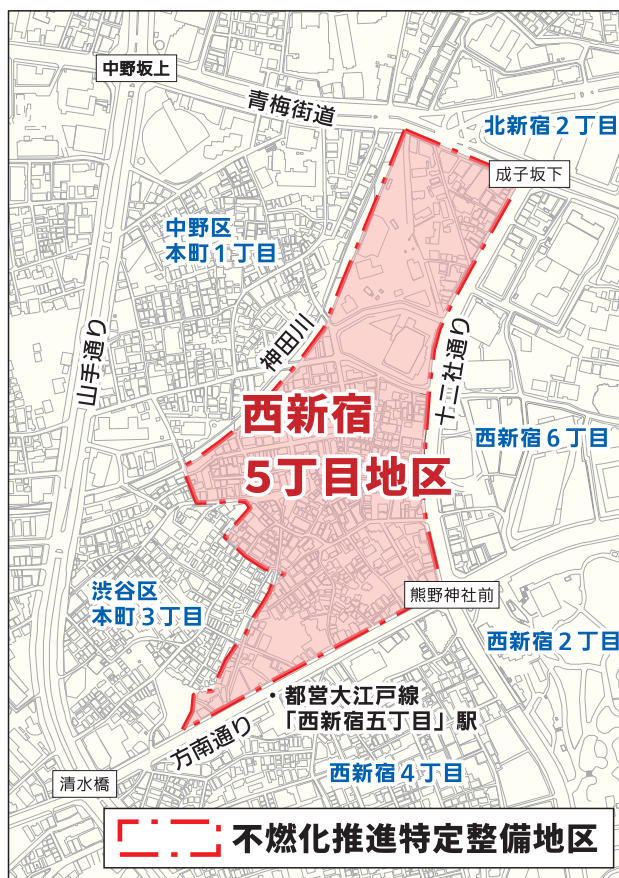 中野坂上
青梅街道
北新宿2丁目
成子坂下
中野区
本町1丁目
神田川
山手通り
十二社通り
西新宿
5丁目地区
西新宿6丁目
渋谷区
本町3丁目
熊野神社前
西新宿2丁目
・都営大江戸線
「西新宿五丁目」駅
方南通り
西新宿4丁目
清水橋
不燃化推進特定整備地区